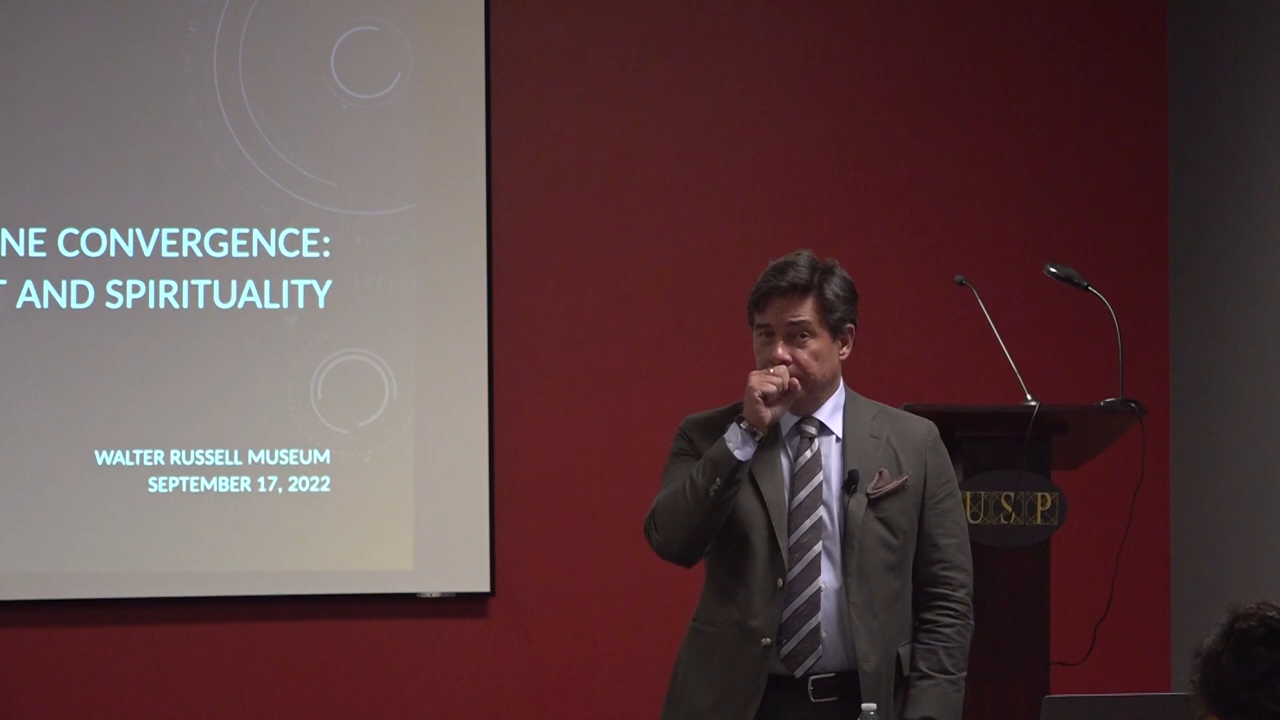 NE CONVERGENCE:
AND SPIRITUALITY
WALTER RUSSELL MUSEUM
SEPTEMBER 17, 2022
USP